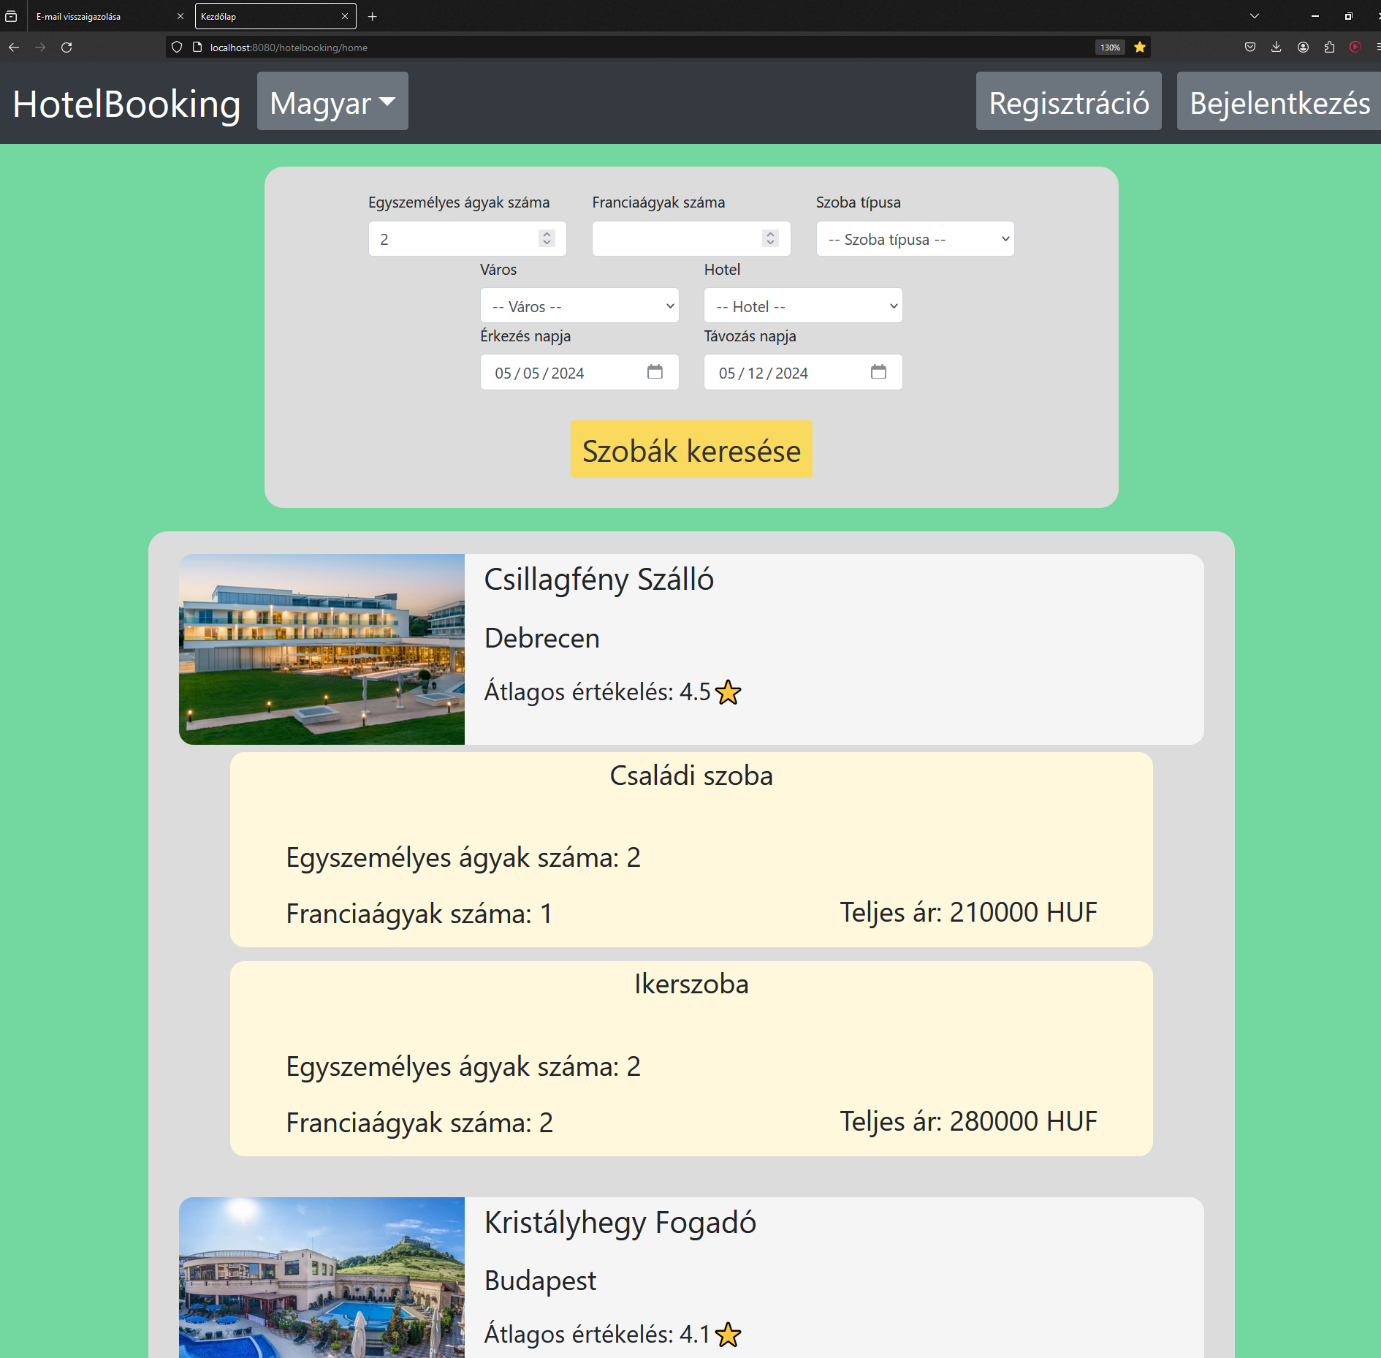 E-mail visszaigazolása
Kezdőlap
localhost:8080/hotelbooking/home
130%
HotelBooking
Magyar
Regisztráció
Bejelentkezés
Egyszemélyes ágyak száma
Franciaágyak száma
Szoba típusa
2
-- Szoba típusa --
Város
Hotel
-- Város --
-- Hotel --
Érkezés napja
Távozás napja
05/05/2024
05/12/2024
Szobák keresése
Csillagfény Szálló
Debrecen
Átlagos értékelés: 4.5
Családi szoba
Egyszemélyes ágyak száma: 2
Franciaágyak száma: 1
Teljes ár: 210000 HUF
Ikerszoba
Egyszemélyes ágyak száma: 2
Franciaágyak száma: 2
Teljes ár: 280000 HUF
Kristályhegy Fogadó
Budapest
Átlagos értékelés: 4.1